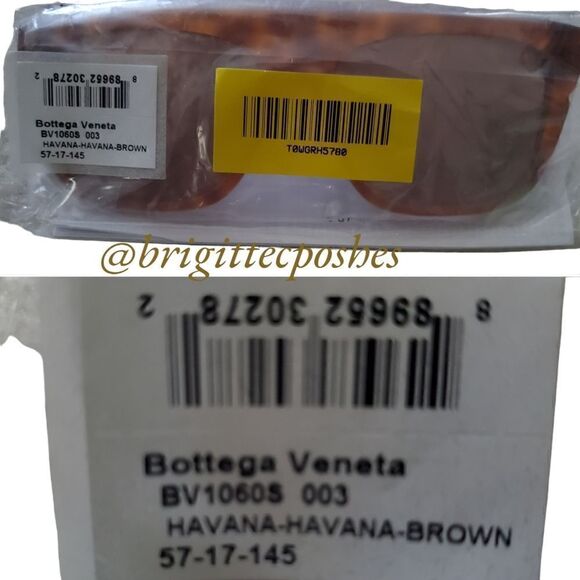 8 89652 30278 2
Bottega Veneta
BV1060S 003
HAVANA-HAVANA-BROWN
57-17-145
T0WGRH5780
@brigittecposhes
8 89652 30278 2
Bottega Veneta
BV1060S 003
HAVANA-HAVANA-BROWN
57-17-145